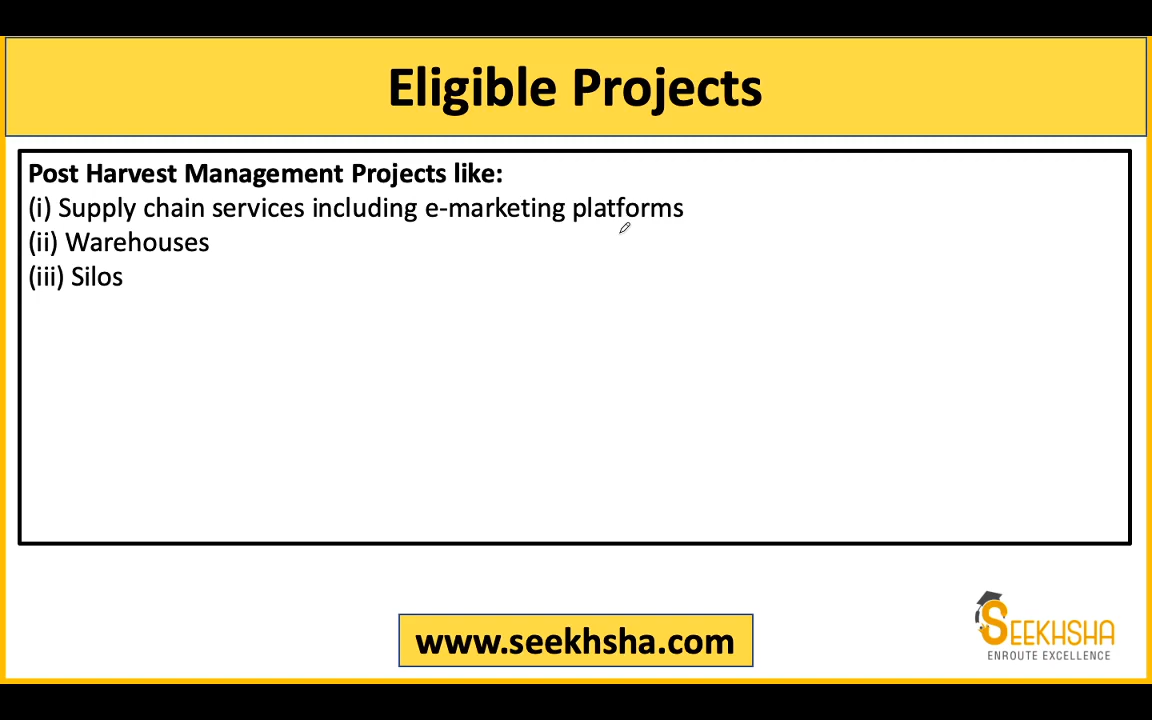 Eligible Projects
Post Harvest Management Projects like:
(i) Supply chain services including e-marketing platforms
(ii) Warehouses
(iii) Silos
www.seekhsha.com
SEEKHSHA
ENROUTE EXCELLENCE